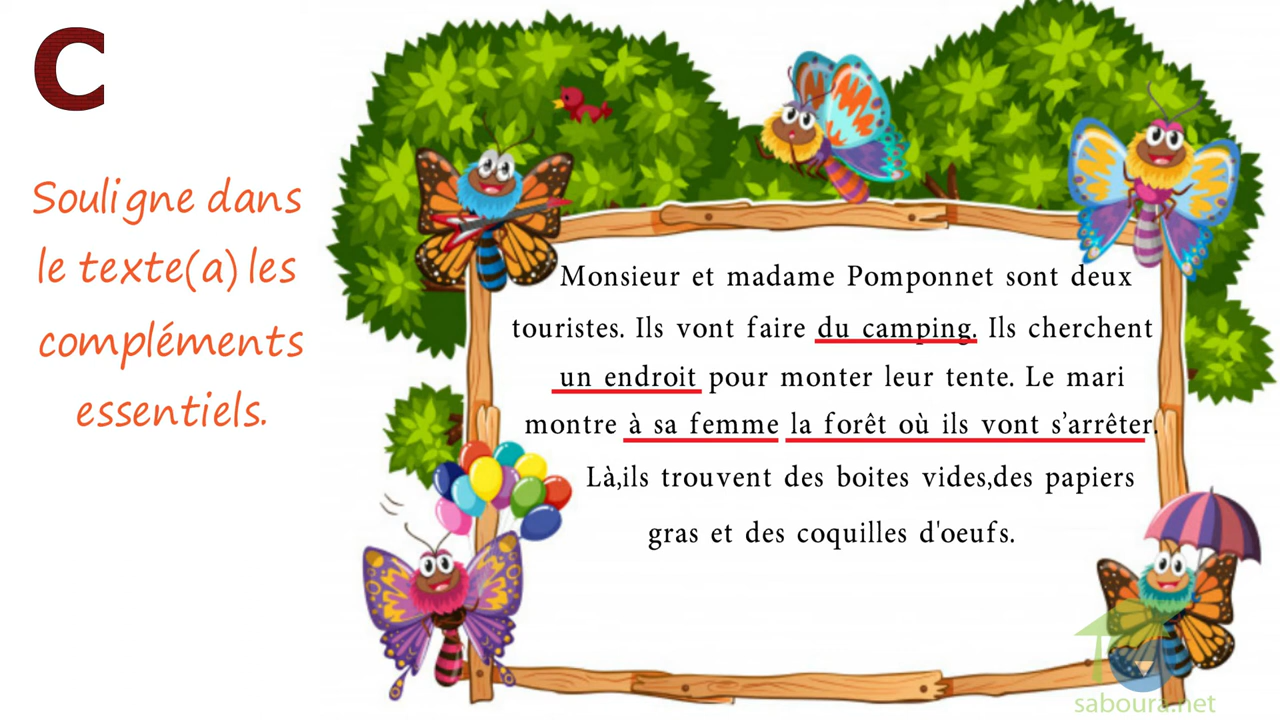 C
Souligne dans
le texte(a) les
compléments
essentiels.
Monsieur et madame Pomponnet sont deux
touristes. Ils vont faire du camping. Ils cherchent
un endroit pour monter leur tente. Le mari
montre à sa femme la forêt où ils vont s'arrêter.
Là,ils trouvent des boites vides,des papiers
gras et des coquilles d'oeufs.
saboura.net